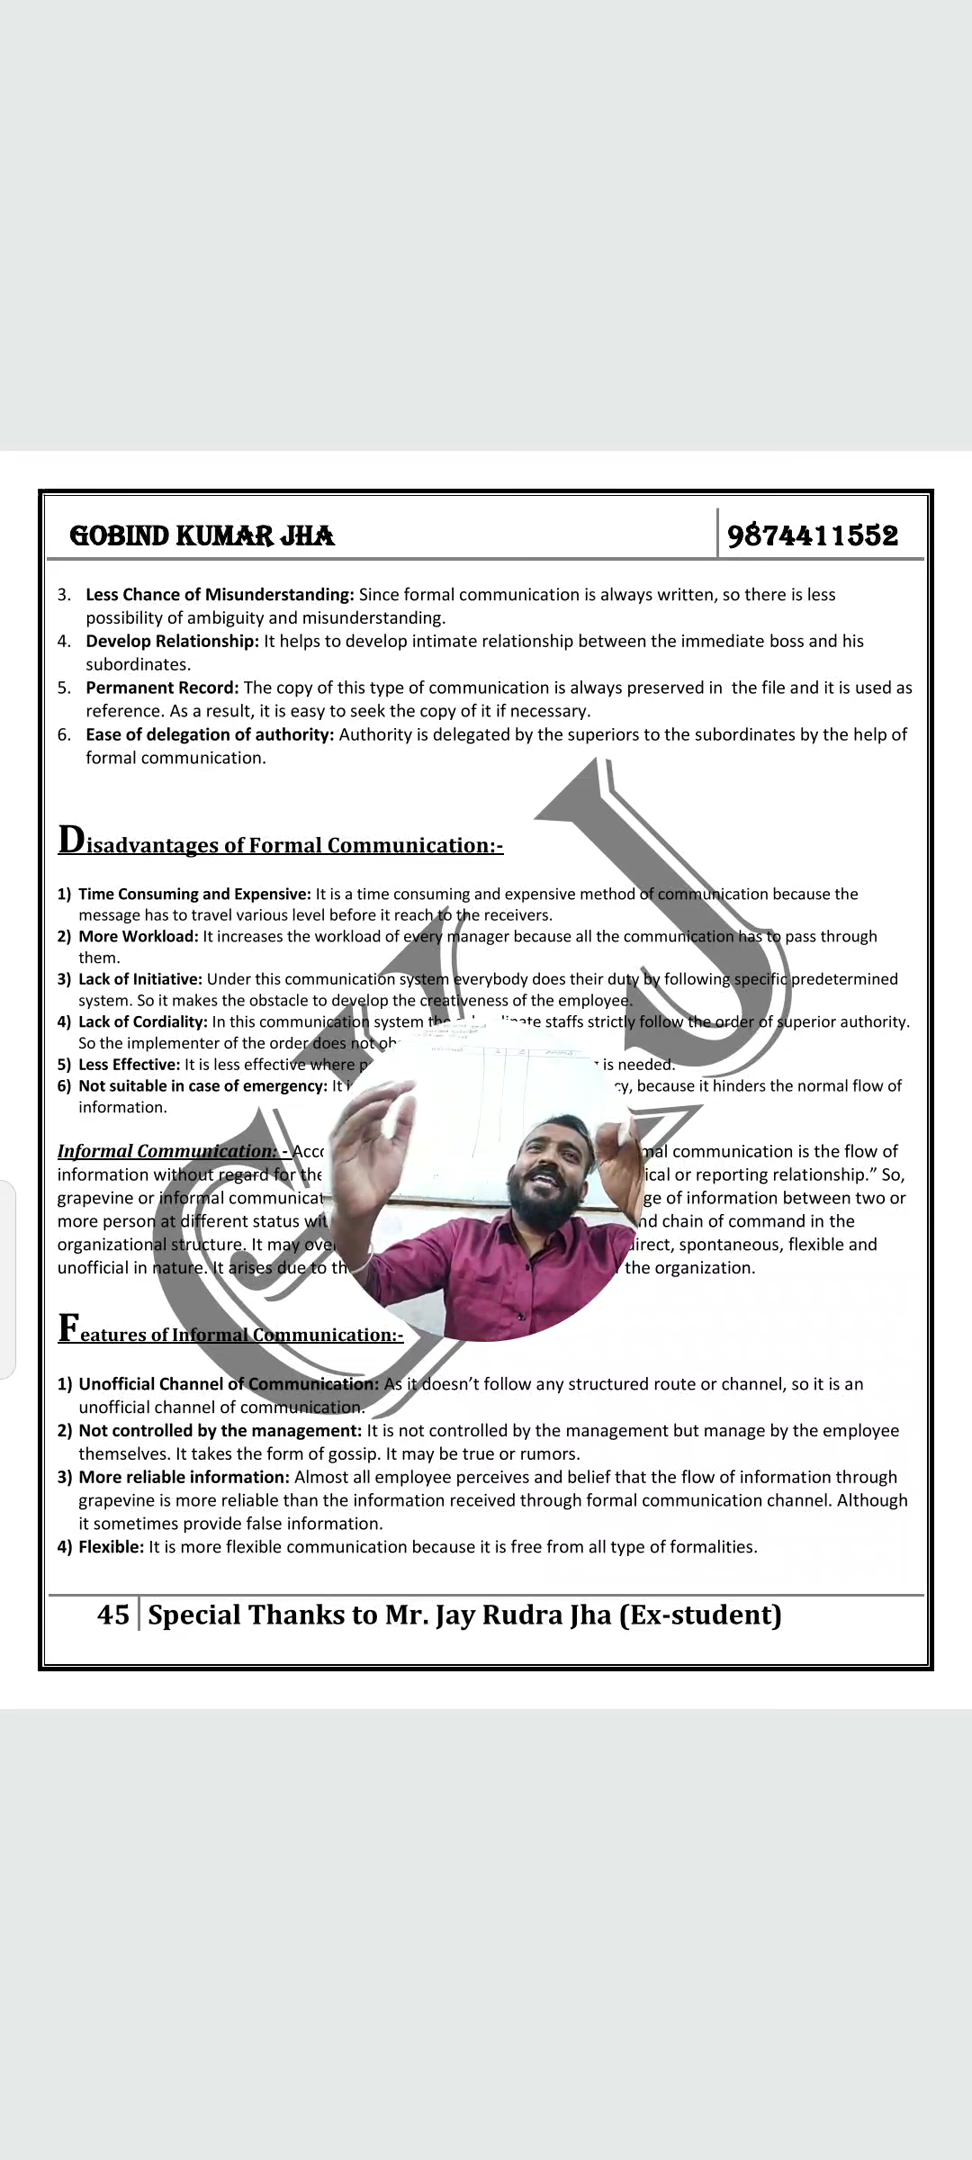 GOBIND KUMAR JHA
9874411552
3. Less Chance of Misunderstanding: Since formal communication is always written, so there is less
possibility of ambiguity and misunderstanding.
4. Develop Relationship: It helps to develop intimate relationship between the immediate boss and his
subordinates.
5. Permanent Record: The copy of this type of communication is always preserved in the file and it is used as
reference. As a result, it is easy to seek the copy of it if necessary.
6. Ease of delegation of authority: Authority is delegated by the superiors to the subordinates by the help of
formal communication.
Disadvantages of Formal Communication:-
1) Time Consuming and Expensive: It is a time consuming and expensive method of communication because the
message has to travel various level before it reach to the receivers.
2) More Workload: It increases the workload of every manager because all the communication has to pass through
them.
3) Lack of Initiative: Under this communication system everybody does their duty by following specific predetermined
system. So it makes the obstacle to develop the creativeness of the employee.
4) Lack of Cordiality: In this communication system staffs strictly follow the order of superior authority.
So the implementer of the order does not
5) Less Effective: It is less effective where is needed.
6) Not suitable in case of emergency: It because it hinders the normal flow of
information.
Informal Communication: - communication is the flow of
information without regard for the or reporting relationship.” So,
grapevine or informal of information between two or
more person at different status chain of command in the
organizational structure. It may direct, spontaneous, flexible and
unofficial in nature. It arises due to the organization.
Features of Informal Communication:-
1) Unofficial Channel of Communication: As it doesn’t follow any structured route or channel, so it is an
unofficial channel of communication.
2) Not controlled by the management: It is not controlled by the management but manage by the employee
themselves. It takes the form of gossip. It may be true or rumors.
3) More reliable information: Almost all employee perceives and belief that the flow of information through
grapevine is more reliable than the information received through formal communication channel. Although
it sometimes provide false information.
4) Flexible: It is more flexible communication because it is free from all type of formalities.
45 Special Thanks to Mr. Jay Rudra Jha (Ex-student)